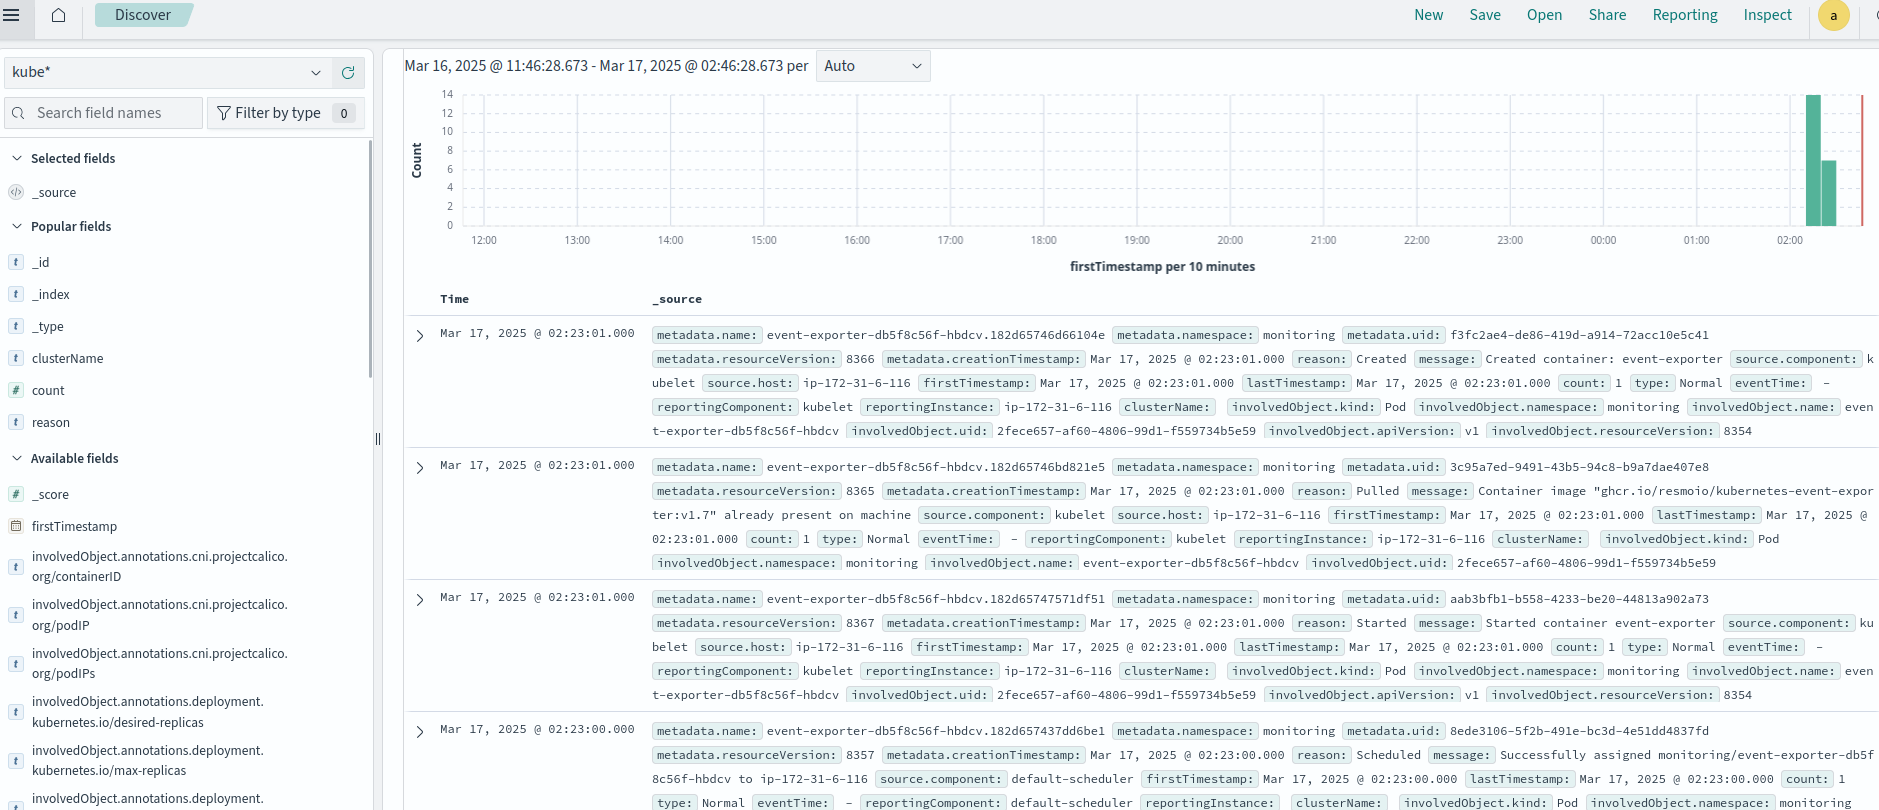 Discover
New Save Open Share Reporting Inspect a
kube*
Search field names
Filter by type 0
Selected fields
_source
Popular fields
t _id
t _index
t _type
t clusterName
# count
t reason
Available fields
# _score
firstTimestamp
t involvedObject.annotations.cni.projectcalico.
org/containerID
t involvedObject.annotations.cni.projectcalico.
org/podIP
t involvedObject.annotations.cni.projectcalico.
org/podIPs
t involvedObject.annotations.deployment.
kubernetes.io/desired-replicas
t involvedObject.annotations.deployment.
kubernetes.io/max-replicas
involvedObject.annotations.deployment.
Mar 16, 2025 @ 11:46:28.673 - Mar 17, 2025 @ 02:46:28.673 per Auto
Count
14
12
10
8
6
4
2
0
12:00 13:00 14:00 15:00 16:00 17:00 18:00 19:00 20:00 21:00 22:00 23:00 00:00 01:00 02:00
firstTimestamp per 10 minutes
Time _source
Mar 17, 2025 @ 02:23:01.000 metadata.name: event-exporter-db5f8c56f-hbdcv.182d65746d66104e metadata.namespace: monitoring metadata.uid: f3fc2ae4-de86-419d-a914-72acc10e5c41
metadata.resourceVersion: 8366 metadata.creationTimestamp: Mar 17, 2025 @ 02:23:01.000 reason: Created message: Created container: event-exporter source.component: k
ubelet source.host: ip-172-31-6-116 firstTimestamp: Mar 17, 2025 @ 02:23:01.000 lastTimestamp: Mar 17, 2025 @ 02:23:01.000 count: 1 type: Normal eventTime: -
reportingComponent: kubelet reportingInstance: ip-172-31-6-116 clusterName: involvedObject.kind: Pod involvedObject.namespace: monitoring involvedObject.name: even
t-exporter-db5f8c56f-hbdcv involvedObject.uid: 2fece657-af60-4806-99d1-f559734b5e59 involvedObject.apiVersion: v1 involvedObject.resourceVersion: 8354
Mar 17, 2025 @ 02:23:01.000 metadata.name: event-exporter-db5f8c56f-hbdcv.182d65746bd821e5 metadata.namespace: monitoring metadata.uid: 3c95a7ed-9491-43b5-94c8-b9a7dae407e8
metadata.resourceVersion: 8365 metadata.creationTimestamp: Mar 17, 2025 @ 02:23:01.000 reason: Pulled message: Container image "ghcr.io/resmoio/kubernetes-event-expor
ter:v1.7" already present on machine source.component: kubelet source.host: ip-172-31-6-116 firstTimestamp: Mar 17, 2025 @ 02:23:01.000 lastTimestamp: Mar 17, 2025 @
02:23:01.000 count: 1 type: Normal eventTime: - reportingComponent: kubelet reportingInstance: ip-172-31-6-116 clusterName: involvedObject.kind: Pod
involvedObject.namespace: monitoring involvedObject.name: event-exporter-db5f8c56f-hbdcv involvedObject.uid: 2fece657-af60-4806-99d1-f559734b5e59
Mar 17, 2025 @ 02:23:01.000 metadata.name: event-exporter-db5f8c56f-hbdcv.182d65747571df51 metadata.namespace: monitoring metadata.uid: aab3bfb1-b558-4233-be20-44813a902a73
metadata.resourceVersion: 8367 metadata.creationTimestamp: Mar 17, 2025 @ 02:23:01.000 reason: Started message: Started container event-exporter source.component: ku
belet source.host: ip-172-31-6-116 firstTimestamp: Mar 17, 2025 @ 02:23:01.000 lastTimestamp: Mar 17, 2025 @ 02:23:01.000 count: 1 type: Normal eventTime: -
reportingComponent: kubelet reportingInstance: ip-172-31-6-116 clusterName: involvedObject.kind: Pod involvedObject.namespace: monitoring involvedObject.name: even
t-exporter-db5f8c56f-hbdcv involvedObject.uid: 2fece657-af60-4806-99d1-f559734b5e59 involvedObject.apiVersion: v1 involvedObject.resourceVersion: 8354
Mar 17, 2025 @ 02:23:00.000 metadata.name: event-exporter-db5f8c56f-hbdcv.182d657437dd6be1 metadata.namespace: monitoring metadata.uid: 8ede3106-5f2b-491e-bc3d-4e51dd4837fd
metadata.resourceVersion: 8357 metadata.creationTimestamp: Mar 17, 2025 @ 02:23:00.000 reason: Scheduled message: Successfully assigned monitoring/event-exporter-db5f
8c56f-hbdcv to ip-172-31-6-116 source.component: default-scheduler firstTimestamp: Mar 17, 2025 @ 02:23:00.000 lastTimestamp: Mar 17, 2025 @ 02:23:00.000 count: 1
type: Normal eventTime: - reportingComponent: default-scheduler reportingInstance: clusterName: involvedObject.kind: Pod involvedObject.namespace: monitoring